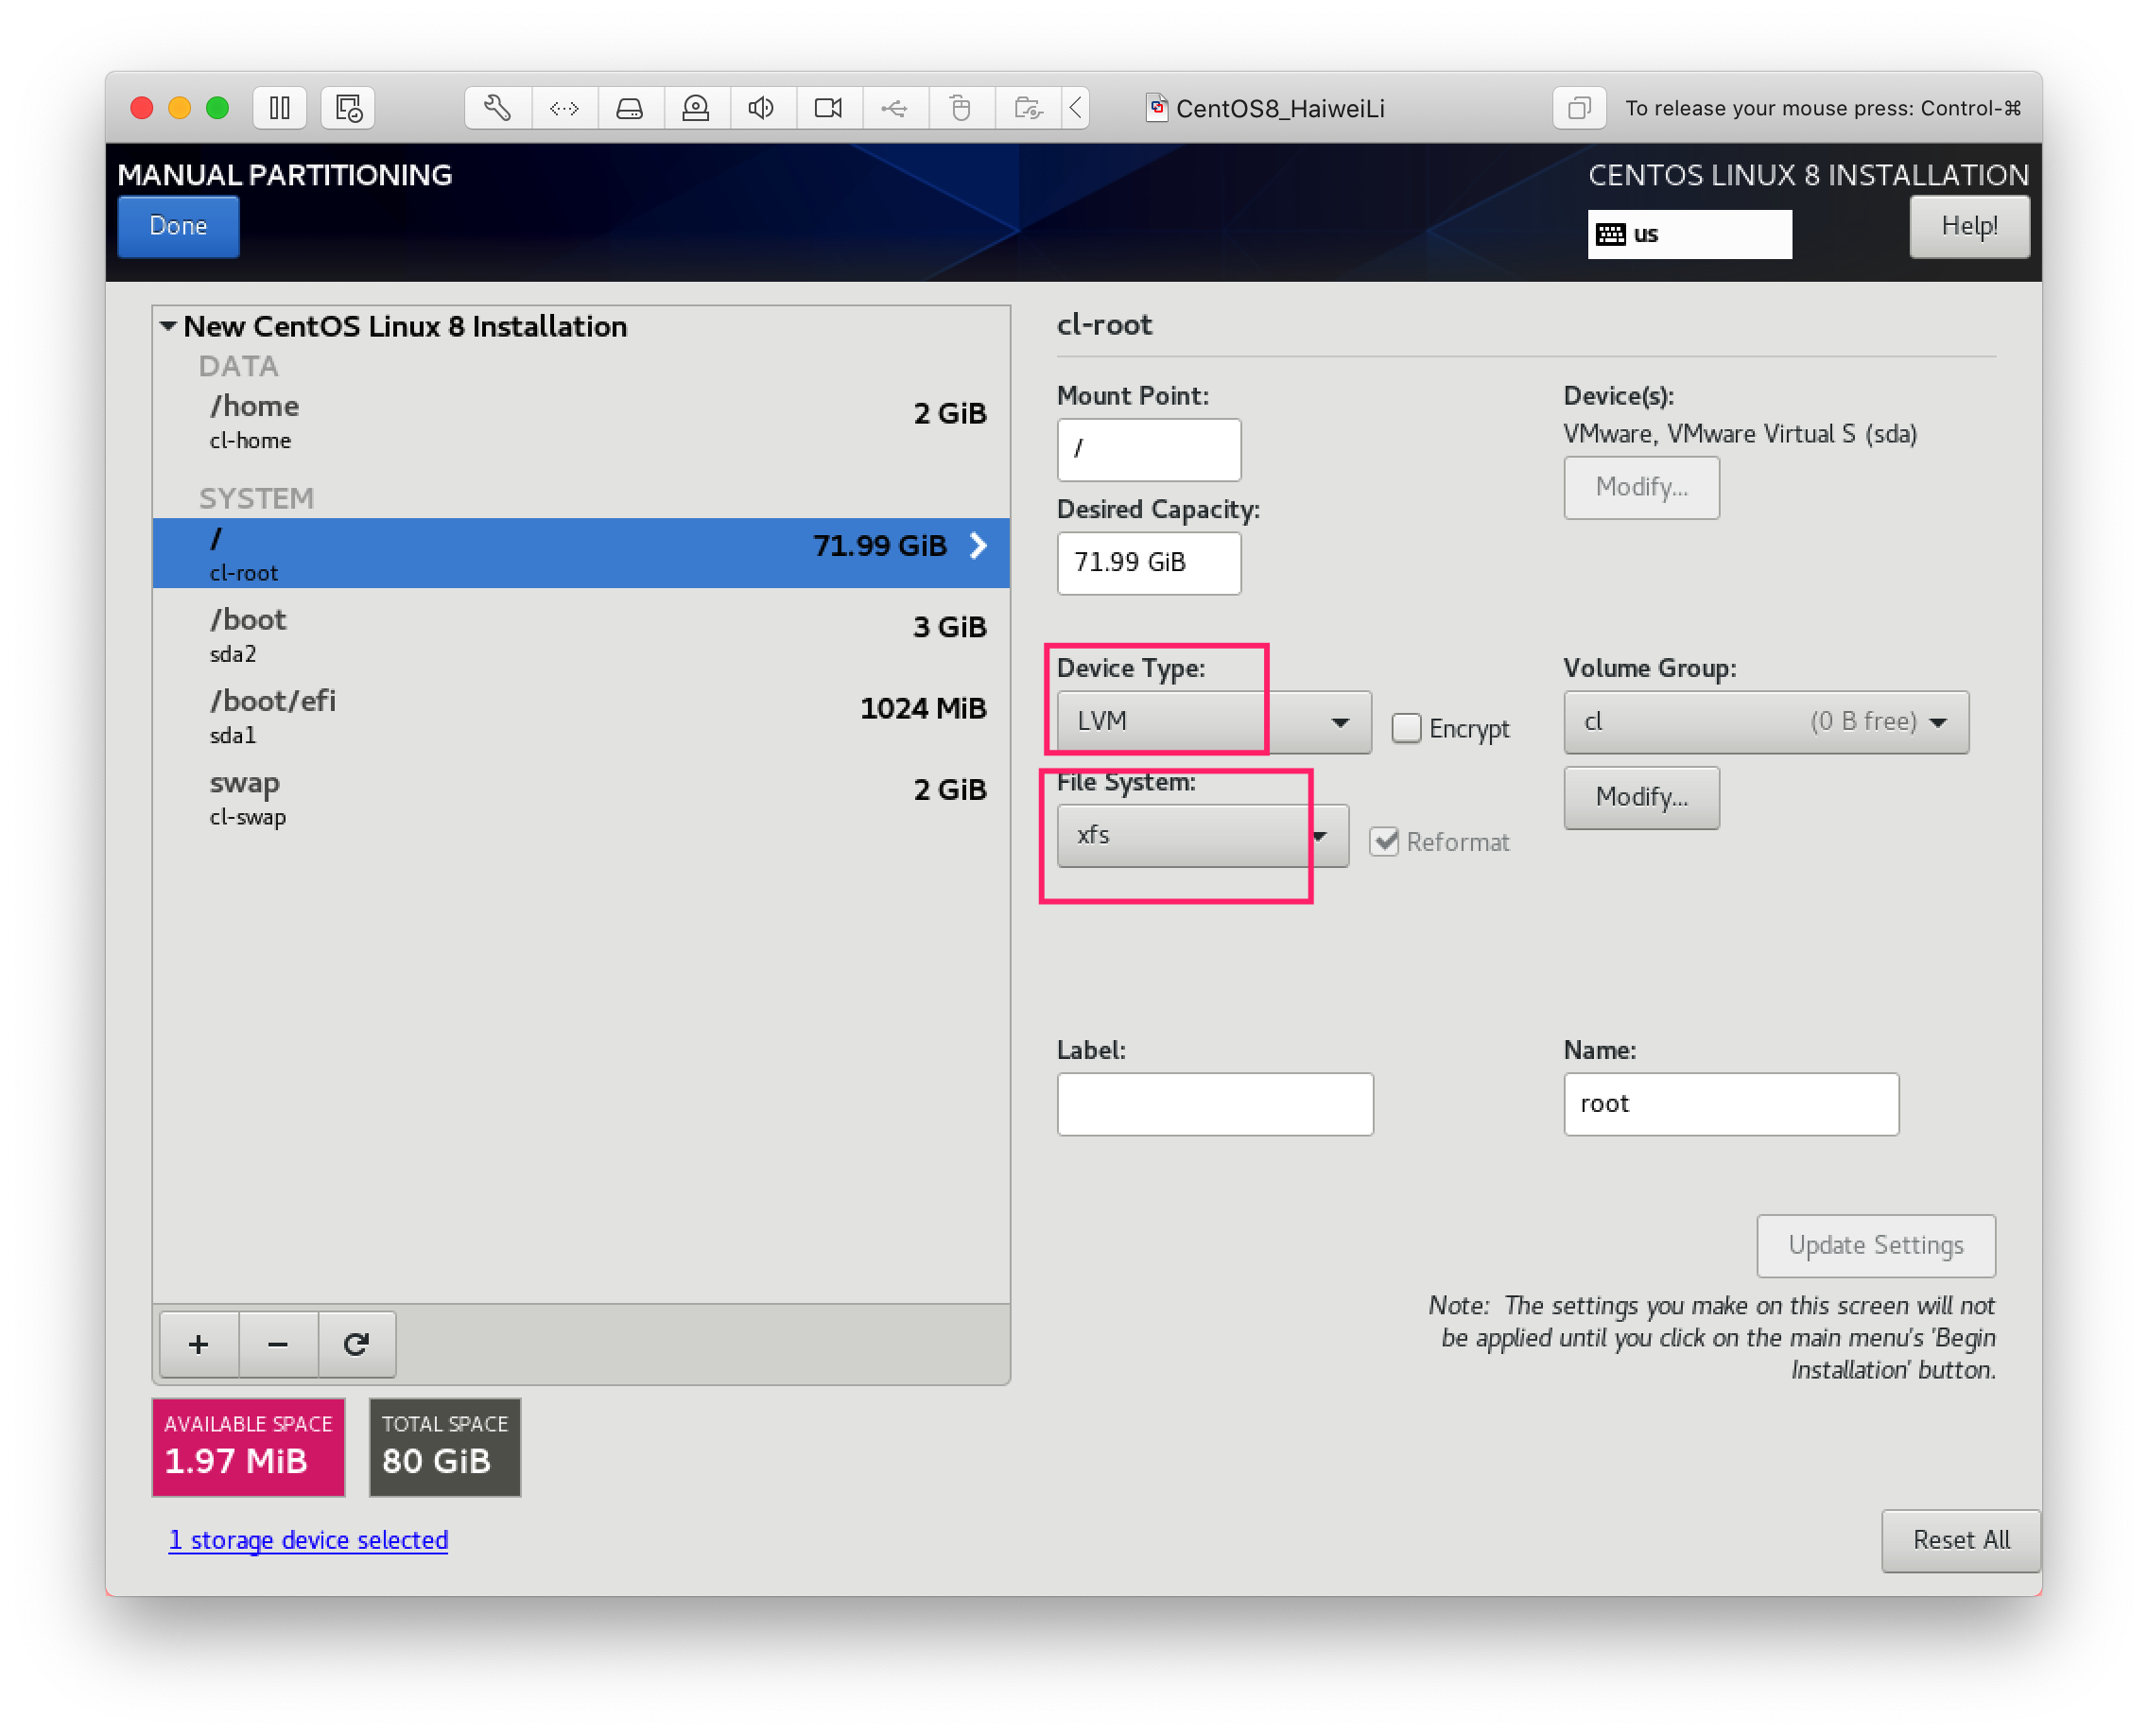 CentOS8_HaiweiLi
To release your mouse press: Control-⌘
MANUAL PARTITIONING
CENTOS LINUX 8 INSTALLATION
Done
us
Help!
New CentOS Linux 8 Installation
DATA
/home
2 GiB
cl-home
SYSTEM
/
71.99 GiB
cl-root
/boot
3 GiB
sda2
/boot/efi
1024 MiB
sda1
swap
2 GiB
cl-swap
AVAILABLE SPACE
1.97 MiB
TOTAL SPACE
80 GiB
1 storage device selected
cl-root
Mount Point:
/
Device(s):
VMware, VMware Virtual S (sda)
Modify...
Desired Capacity:
71.99 GiB
Device Type:
LVM
Encrypt
Volume Group:
cl (0 B free)
Modify...
File System:
xfs
Reformat
Label:
Name:
root
Update Settings
Note: The settings you make on this screen will not
be applied until you click on the main menu's 'Begin
Installation' button.
Reset All